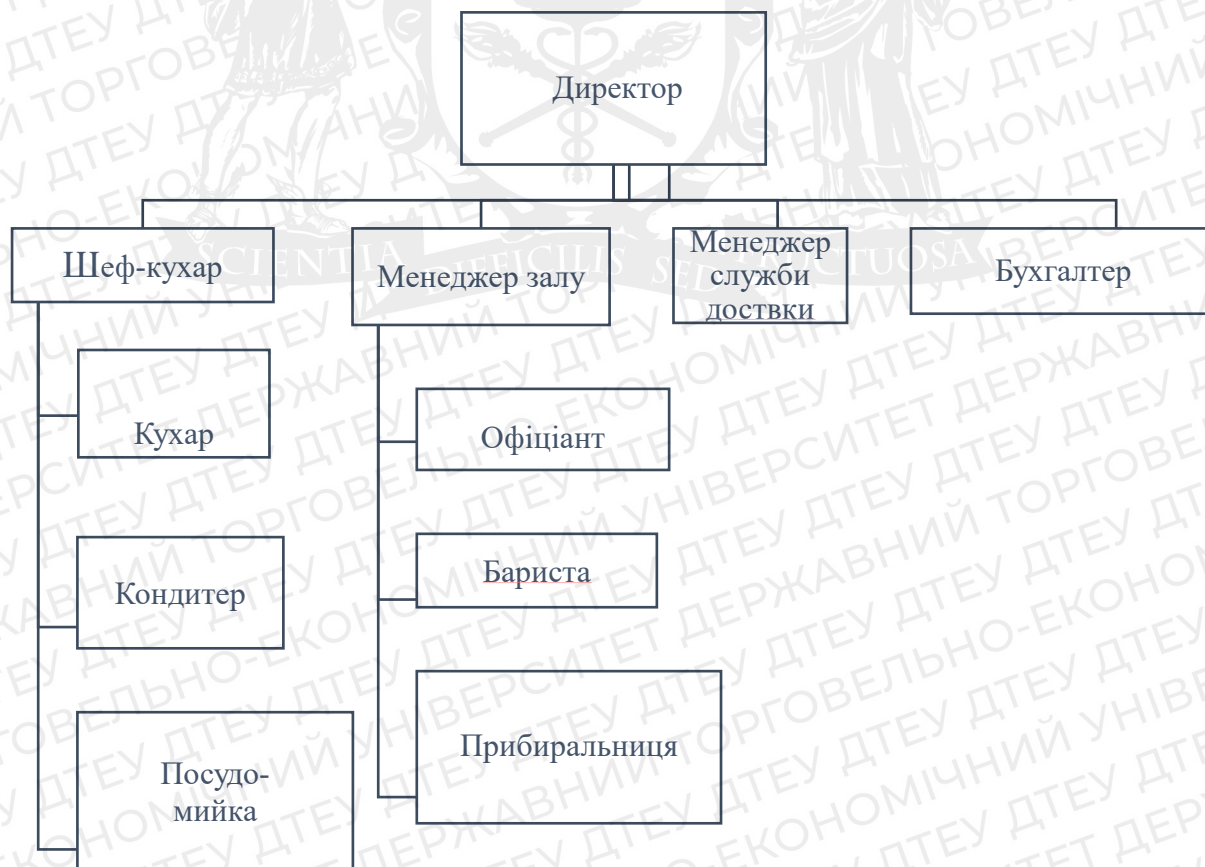 Директор
Шеф-кухар
Менеджер залу
Менеджер
служби
доствки
Бухгалтер
Кухар
Офіціант
Кондитер
Бариста
Посудо-
мийка
Прибиральниця